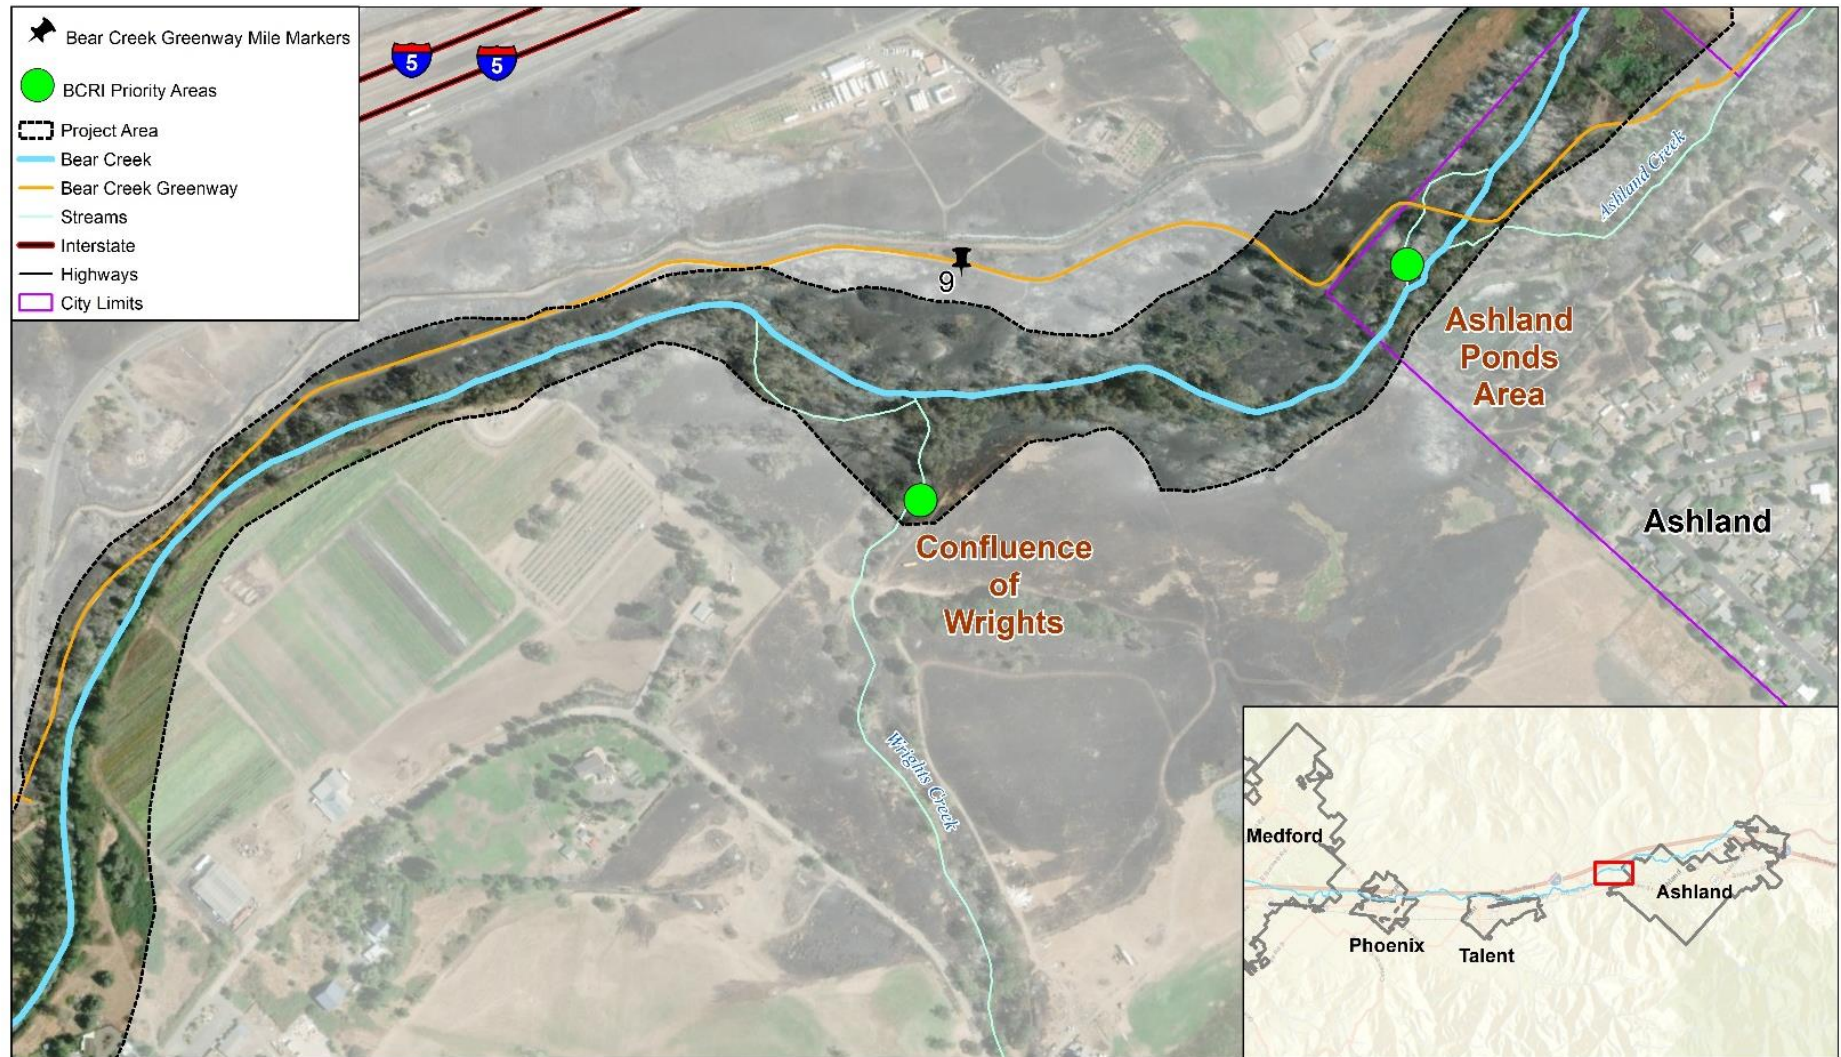 Bear Creek Greenway Mile Markers
BCRI Priority Areas
Project Area
Bear Creek
Bear Creek Greenway
Streams
Interstate
Highways
City Limits
5
5
9
Ashland Creek
Ashland
Ponds
Area
Ashland
Confluence
of
Wrights
Wrights Creek
Medford
Phoenix
Talent
Ashland